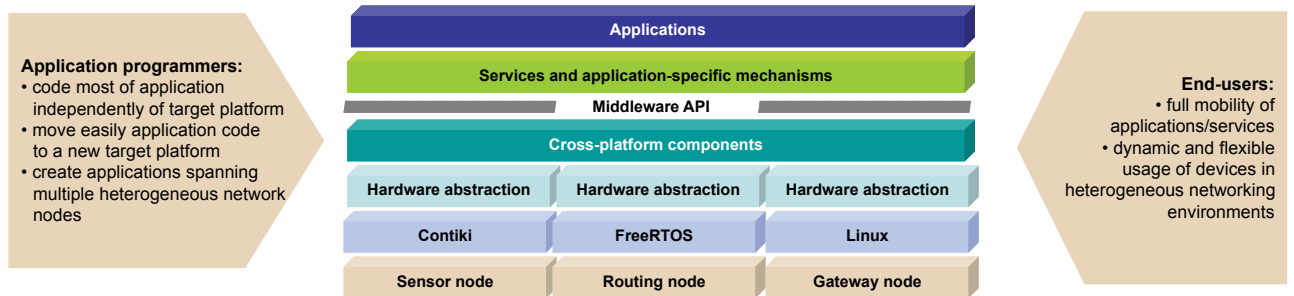 Application programmers:
• code most of application
independently of target platform
• move easily application code
to a new target platform
• create applications spanning
multiple heterogeneous network
nodes
Applications
Services and application-specific mechanisms
Middleware API
Cross-platform components
Hardware abstraction Hardware abstraction Hardware abstraction
Contiki FreeRTOS Linux
Sensor node Routing node Gateway node
End-users:
• full mobility of
applications/services
• dynamic and flexible
usage of devices in
heterogeneous networking
environments